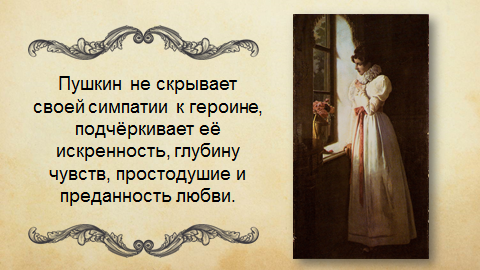 Пушкин не скрывает
своей симпатии к героине,
подчёркивает её
искренность, глубину
чувств, простодушие и
преданность любви.